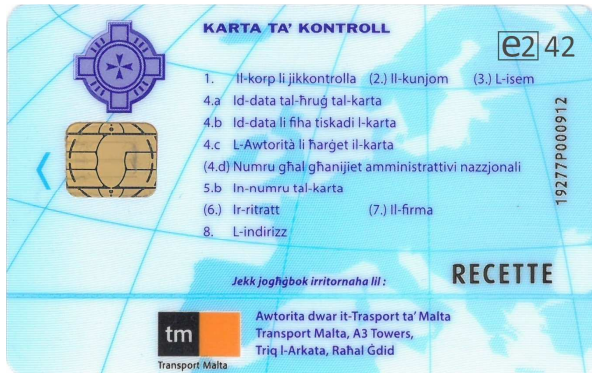 KARTA TA' KONTROLL
e2 42
1. Il-korp li jikkontrolla (2.) Il-kunjom (3.) L-isem
4.a Id-data tal-ħruġ tal-karta
4.b Id-data li fiha tiskadi l-karta
4.c L-Awtorità li ħarġet il-karta
(4.d) Numru għal għanijiet amministrattivi nazzjonali
5.b In-numru tal-karta
(6.) Ir-ritratt (7.) Il-firma
8. L-indirizz
19277P000912
Jekk jogħġbok irritornaha lil :
RECETTE
tm
Transport Malta
Awtorita dwar it-Trasport ta' Malta
Transport Malta, A3 Towers,
Triq l-Arkata, Raħal Ġdid